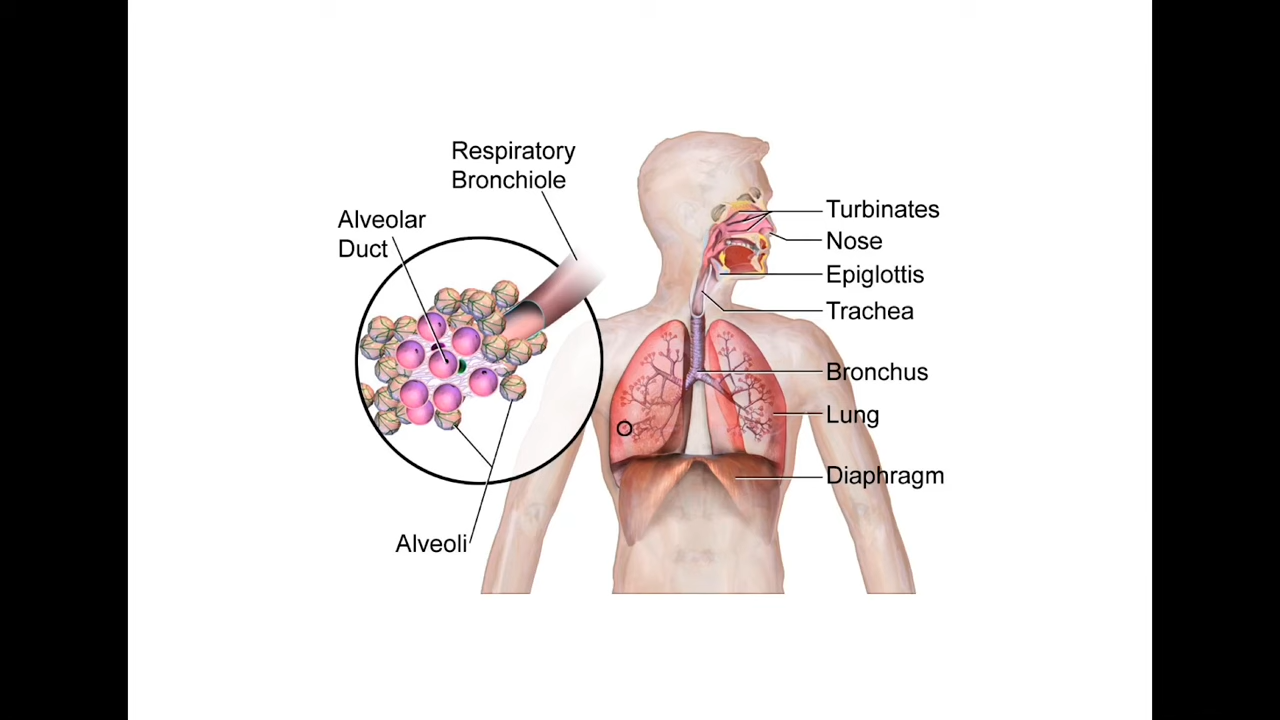 Respiratory
Bronchiole
Alveolar
Duct
Alveoli
Turbinates
Nose
Epiglottis
Trachea
Bronchus
Lung
Diaphragm